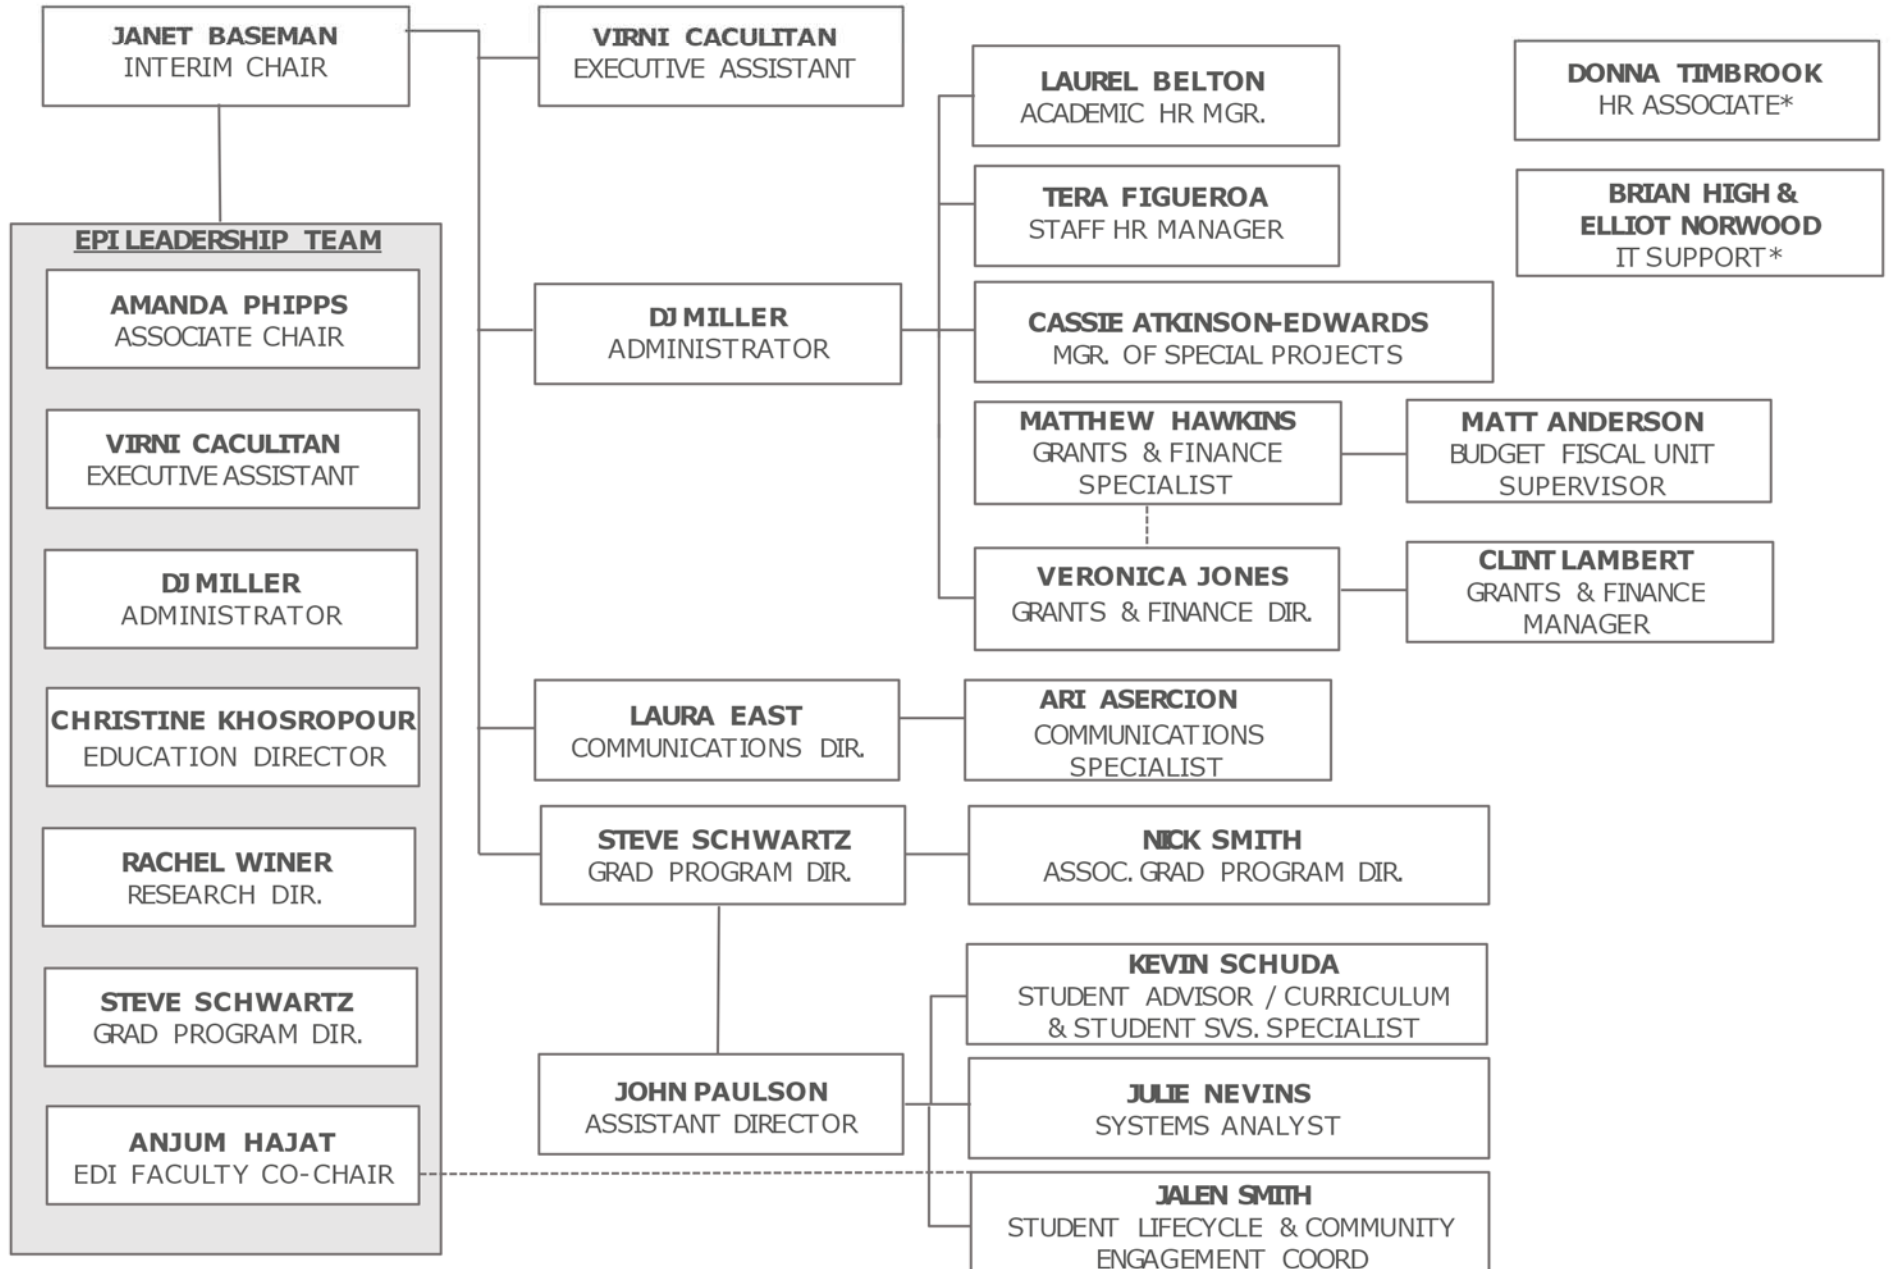 JANET BASEMAN
INTERIM CHAIR
EPI LEADERSHIP TEAM
AMANDA PHIPPS
ASSOCIATE CHAIR
VIRNI CACULITAN
EXECUTIVE ASSISTANT
DJ MILLER
ADMINISTRATOR
CHRISTINE KHOSROPOUR
EDUCATION DIRECTOR
RACHEL WINER
RESEARCH DIR.
STEVE SCHWARTZ
GRAD PROGRAM DIR.
ANJUM HAJAT
EDI FACULTY CO-CHAIR
VIRNI CACULITAN
EXECUTIVE ASSISTANT
DJ MILLER
ADMINISTRATOR
LAUREL BELTON
ACADEMIC HR MGR.
TERA FIGUEROA
STAFF HR MANAGER
CASSIE ATKINSON-EDWARDS
MGR. OF SPECIAL PROJECTS
MATTHEW HAWKINS
GRANTS & FINANCE
SPECIALIST
MATT ANDERSON
BUDGET FISCAL UNIT
SUPERVISOR
VERONICA JONES
GRANTS & FINANCE DIR.
CLINT LAMBERT
GRANTS & FINANCE
MANAGER
DONNA TIMBROOK
HR ASSOCIATE*
BRIAN HIGH &
ELLIOT NORWOOD
IT SUPPORT*
LAURA EAST
COMMUNICATIONS DIR.
ARI ASERCION
COMMUNICATIONS
SPECIALIST
STEVE SCHWARTZ
GRAD PROGRAM DIR.
NICK SMITH
ASSOC. GRAD PROGRAM DIR.
JOHN PAULSON
ASSISTANT DIRECTOR
KEVIN SCHUDA
STUDENT ADVISOR / CURRICULUM
& STUDENT SVS. SPECIALIST
JULIE NEVINS
SYSTEMS ANALYST
JALEN SMITH
STUDENT LIFECYCLE & COMMUNITY
ENGAGEMENT COORD